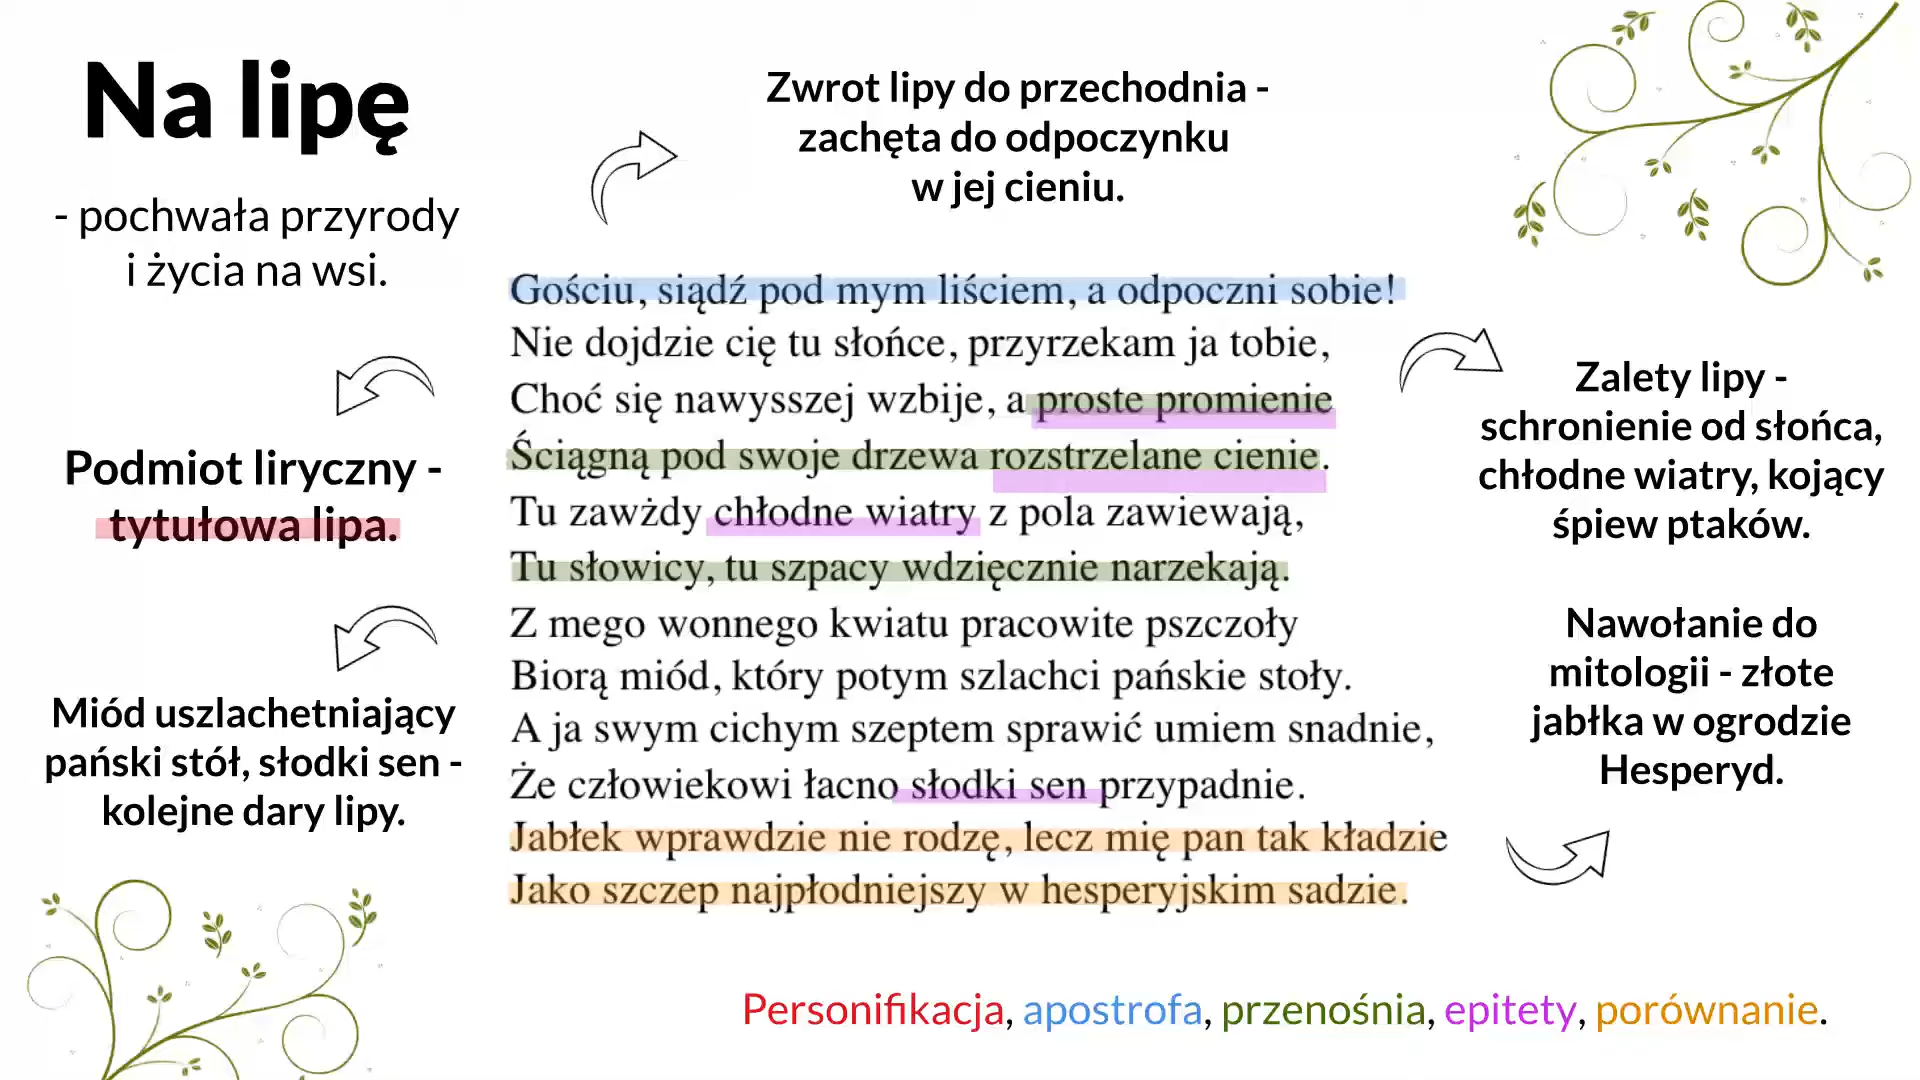 Na lipę
- pochwała przyrody
i życia na wsi.
Zwrot lipy do przechodnia -
zachęta do odpoczynku
w jej cieniu.
Podmiot liryczny -
tytułowa lipa.
Miód uszlachetniający
pański stół, słodki sen -
kolejne dary lipy.
Gościu, siądź pod mym liściem, a odpoczni sobie!
Nie dojdzie cię tu słońce, przyrzekam ja tobie,
Choć się nawysszej wzbije, a proste promienie
Ściągną pod swoje drzewa rozstrzelane cienie.
Tu zawżdy chłodne wiatry z pola zawiewają,
Tu słowicy, tu szpacy wdzięcznie narzekają.
Z mego wonnego kwiatu pracowite pszczoły
Biorą miód, który potym szlachci pańskie stoły.
A ja swym cichym szeptem sprawić umiem snadnie,
Że człowiekowi łacno słodki sen przypadnie.
Jabłek wprawdzie nie rodzę, lecz mię pan tak kładzie
Jako szczep najpłodniejszy w hesperyjskim sadzie.
Zalety lipy -
schronienie od słońca,
chłodne wiatry, kojący
śpiew ptaków.
Nawołanie do
mitologii - złote
jabłka w ogrodzie
Hesperyd.
Personifikacja, apostrofa, przenośnia, epitety, porównanie.